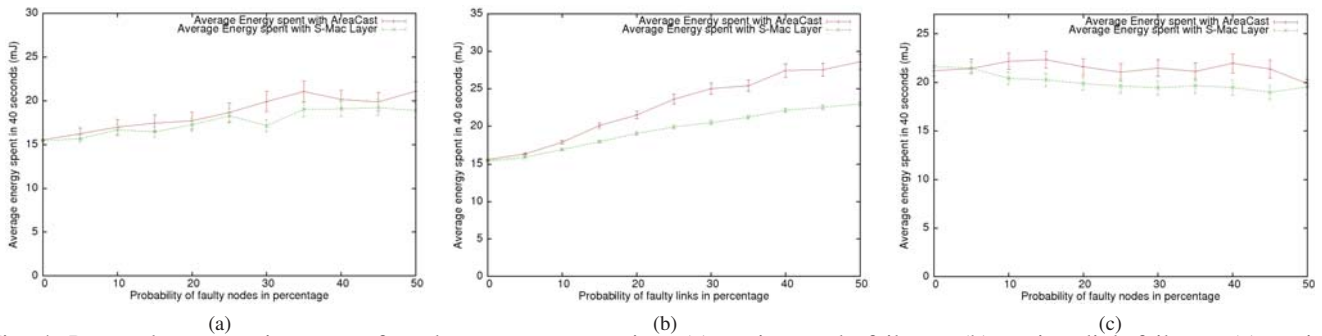 Average Energy spent with AreaCast
Average Energy spent with S-Mac Layer
Average energy spent in 40 seconds (mJ)
30
25
20
15
10
5
0
0 10 20 30 40 50
Probability of faulty nodes in percentage
(a)
Average Energy spent with AreaCast
Average Energy spent with S-Mac Layer
Average energy spent in 40 seconds (mJ)
35
30
25
20
15
10
5
0
0 10 20 30 40 50
Probability of faulty links in percentage
(b)
Average Energy spent with AreaCast
Average Energy spent with S-Mac Layer
Average energy spent in 40 seconds (mJ)
25
20
15
10
5
0
0 10 20 30 40 50
Probability of faulty nodes in percentage
(c)